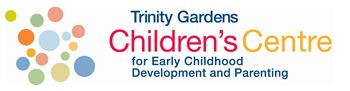 Trinity Gardens
Children's Centre
for Early Childhood
Development and Parenting